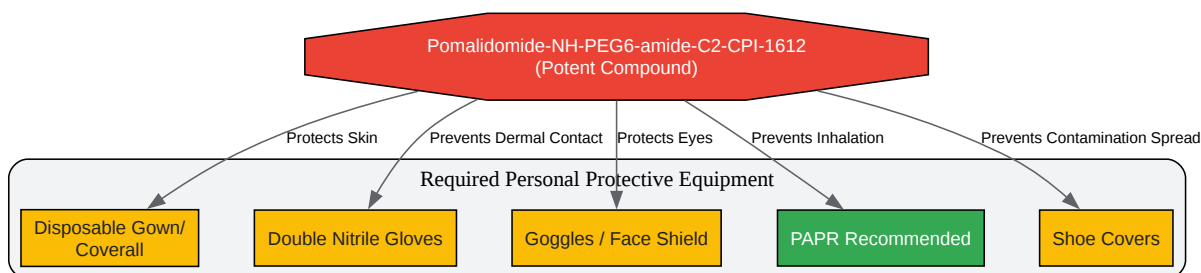 Pomalidomide-NH-PEG6-amide-C2-CPI-1612
(Potent Compound)
Protects Skin
Prevents Dermal Contact
Protects Eyes
Prevents Inhalation
Prevents Contamination Spread
Required Personal Protective Equipment
Disposable Gown/
Coverall
Double Nitrile Gloves
Goggles / Face Shield
PAPR Recommended
Shoe Covers